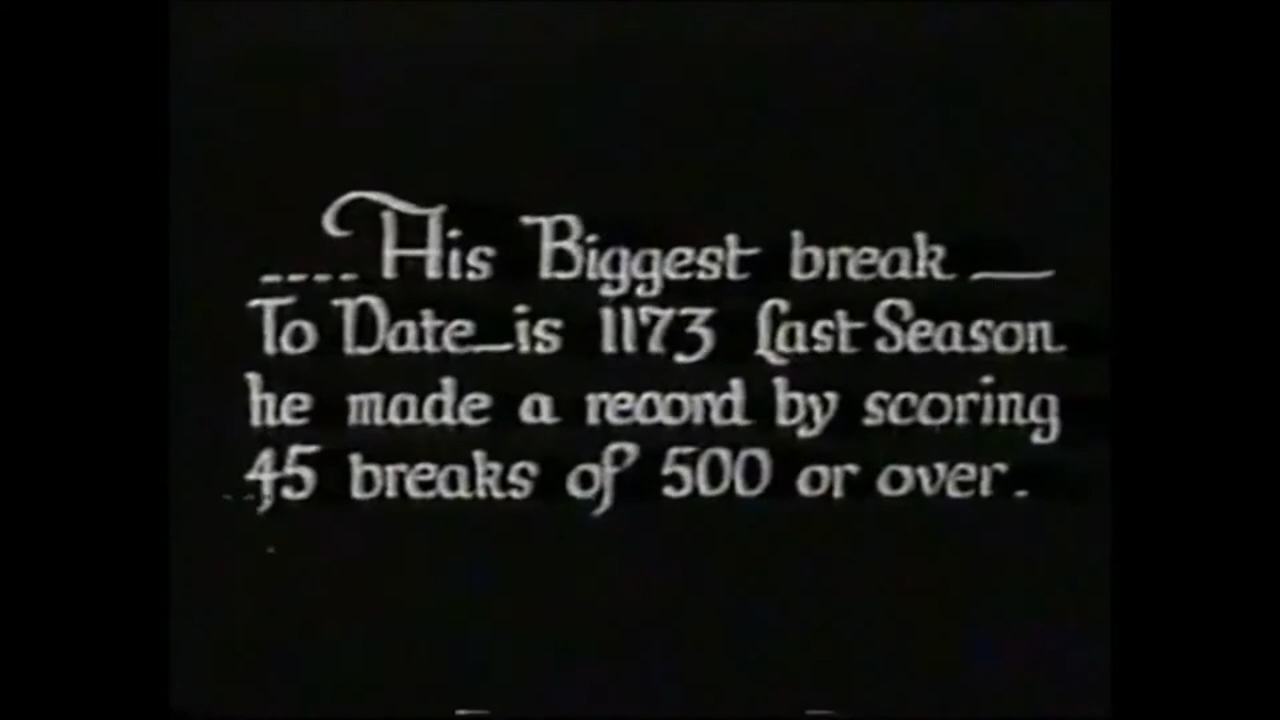 ---- His Biggest break —
To Date_is 1173 Last Season
he made a record by scoring
45 breaks of 500 or over.